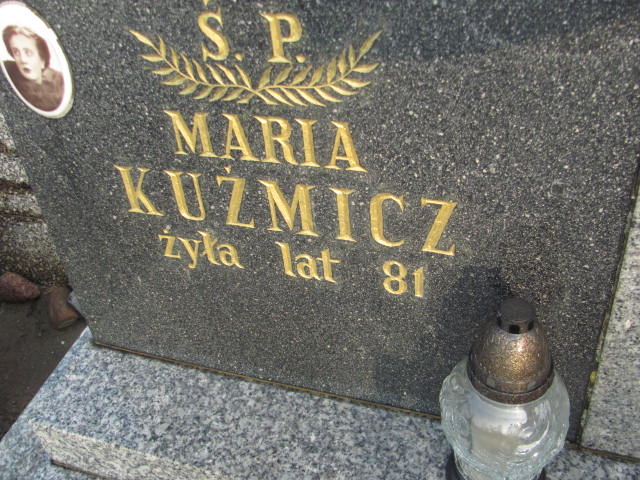 Ś. P.
MARIA
KUŹMICZ
żyła lat 81